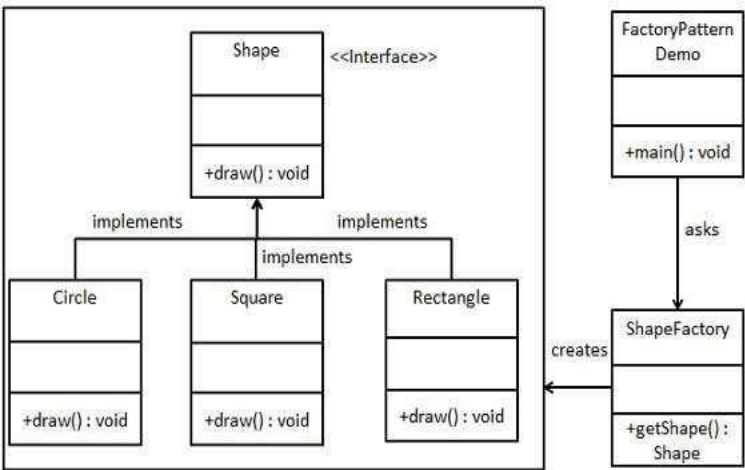 Shape
<<Interface>>
+draw() : void
implements
implements
implements
Circle
+draw() : void
Square
+draw() : void
Rectangle
+draw() : void
FactoryPattern
Demo
+main() : void
asks
creates
ShapeFactory
+getShape() :
Shape